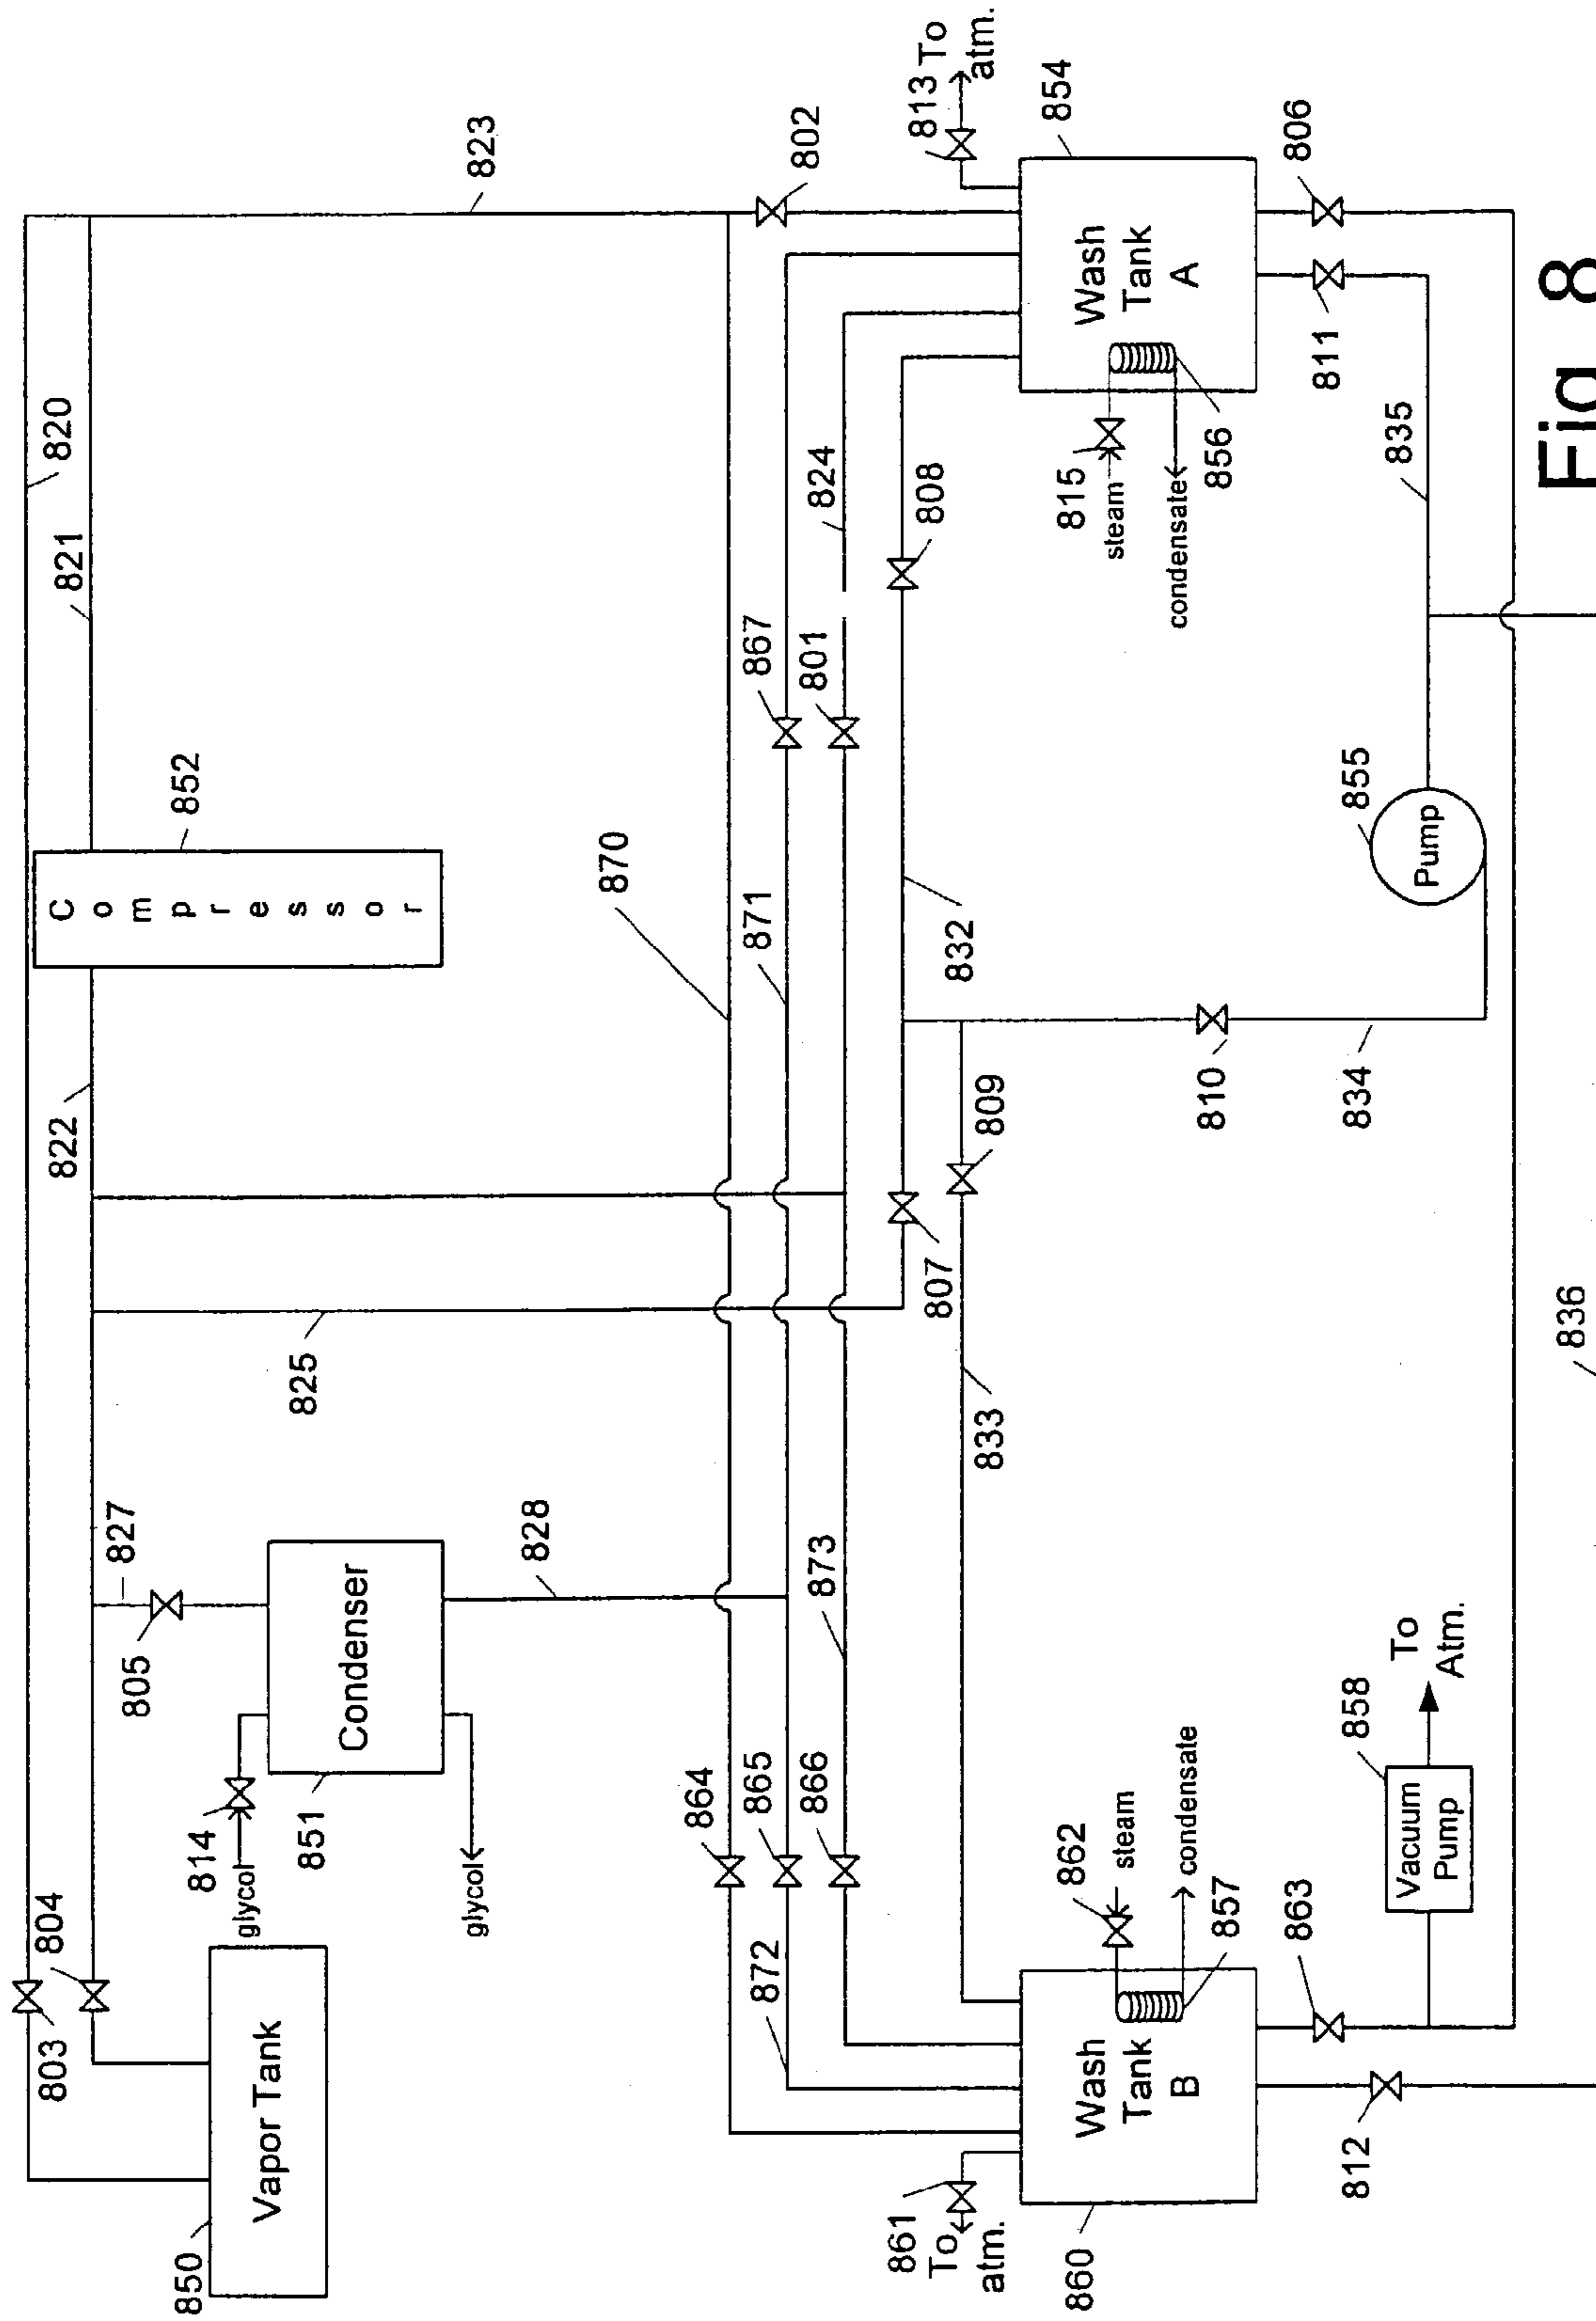 820
803
804
822
821
C
o
m
p
r
e
s
s
o
r
852
823
850
Vapor Tank
805
827
814
glycol
851
Condenser
825
glycol
828
870
864
872
865
871
867
802
866
873
801
824
813
To
atm.
861
To
atm.
807
832
808
833
809
860
Wash
Tank
B
862
steam
condensate
857
815
steam
condensate
856
Wash
Tank
A
854
810
863
812
858
Vacuum
Pump
To
Atm.
834
855
Pump
835
811
806
836
Fig 8